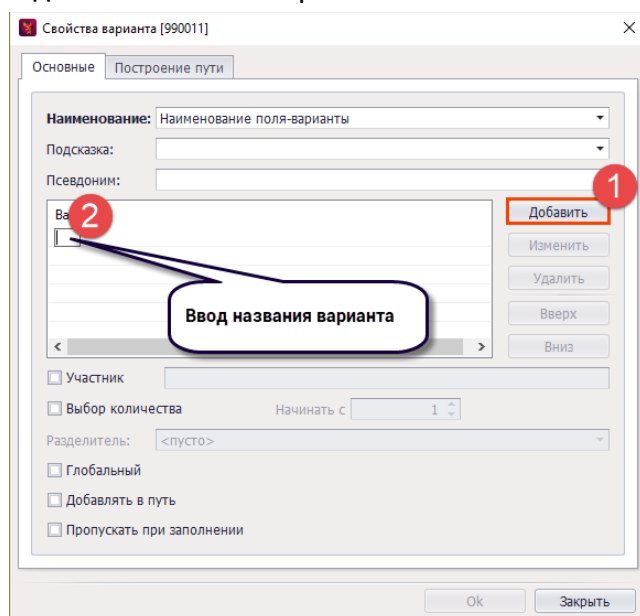 Свойства варианта [990011]
Основные Построение пути
Наименование: Наименование поля-варианты
Подсказка:
Псевдоним:
1
2
Добавить
Изменить
Удалить
Ввод названия варианта
Вверх
Вниз
Участник
Выбор количества Начинать с 1
Разделитель: <пусто>
Глобальный
Добавлять в путь
Пропускать при заполнении
Ok Закрыть